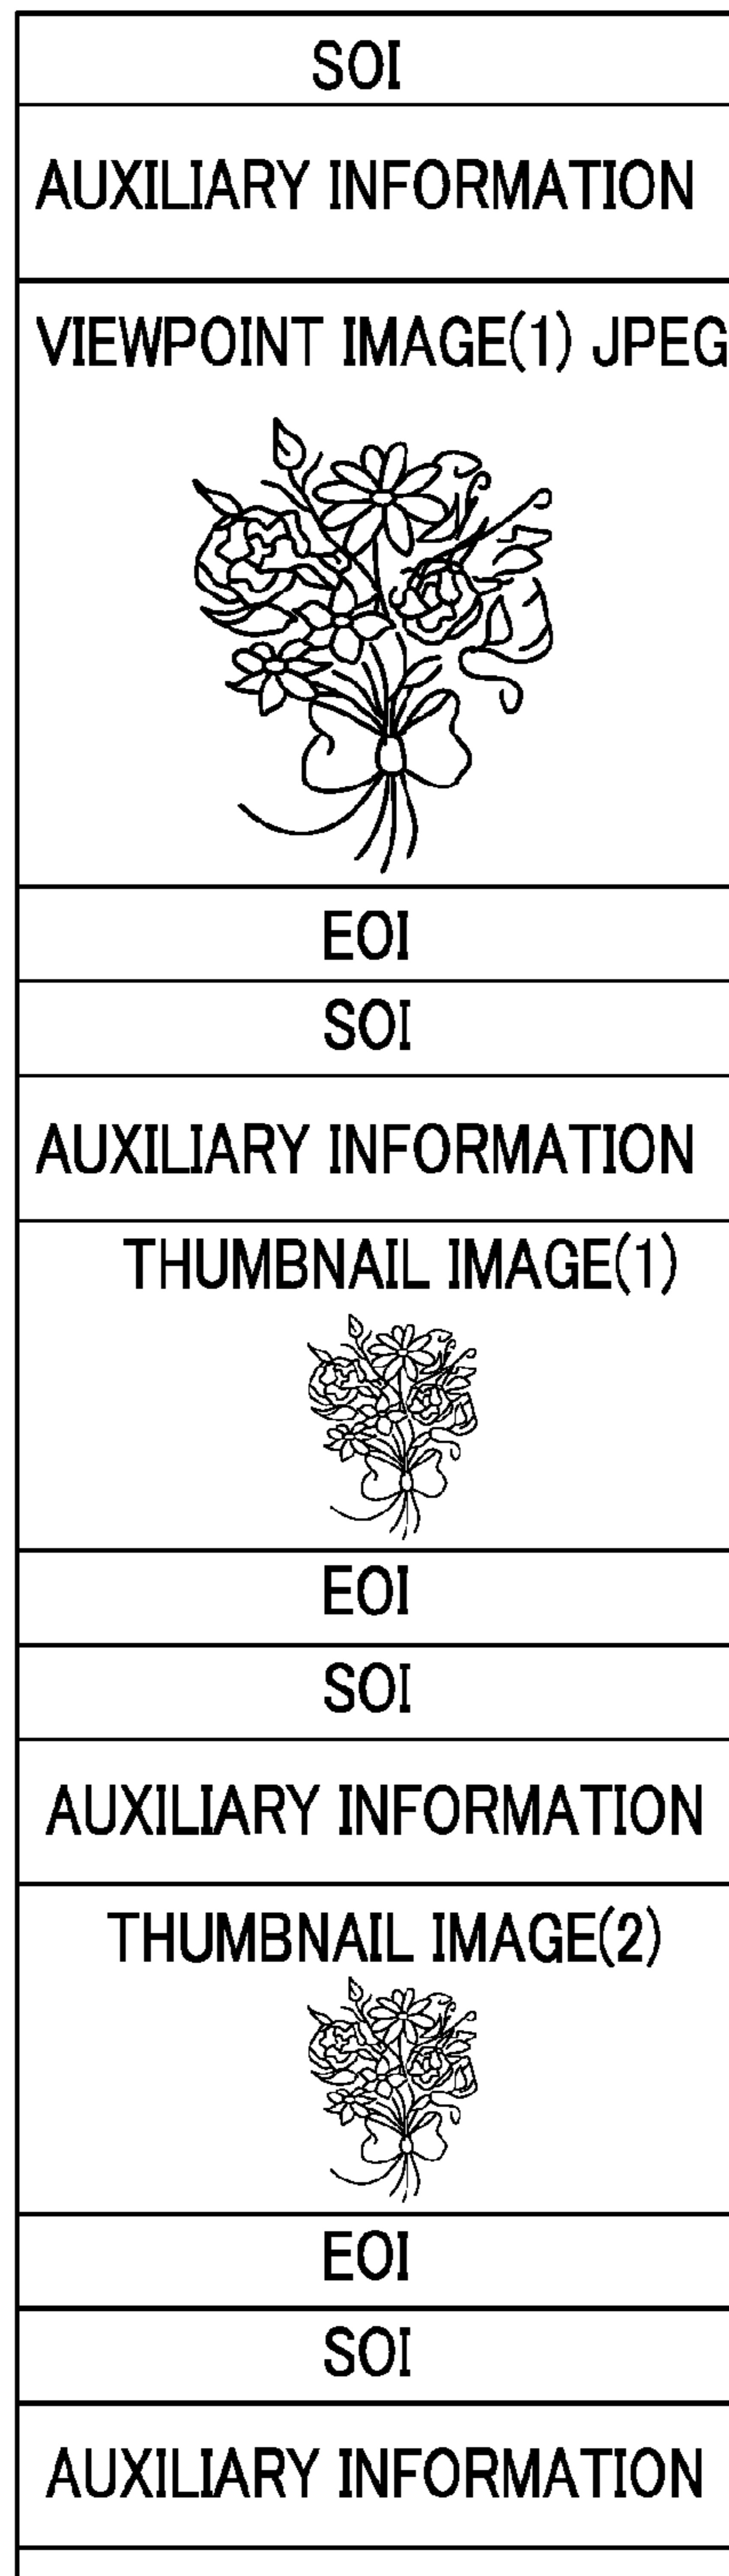 SOI
AUXILIARY INFORMATION
VIEWPOINT IMAGE(1) JPEG
EOI
SOI
AUXILIARY INFORMATION
THUMBNAIL IMAGE(1)
EOI
SOI
AUXILIARY INFORMATION
THUMBNAIL IMAGE(2)
EOI
SOI
AUXILIARY INFORMATION